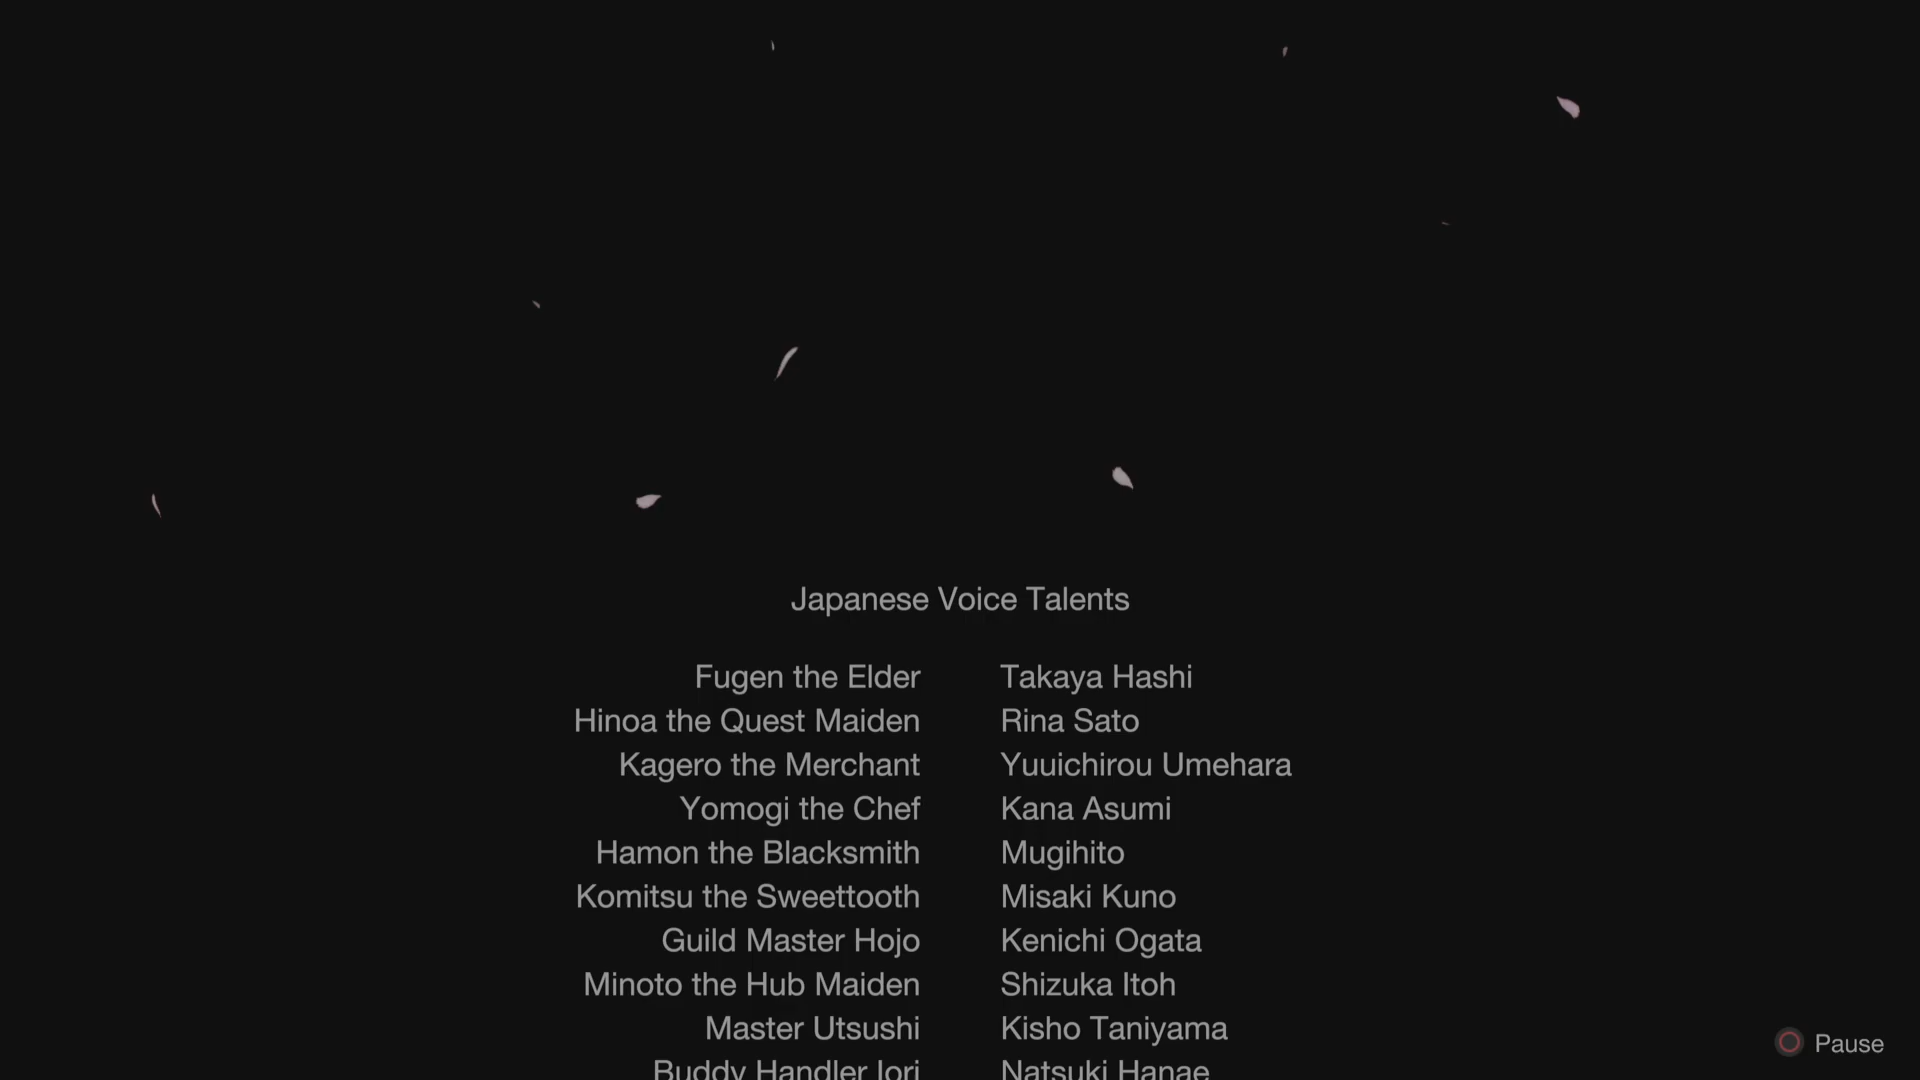 Japanese Voice Talents
Fugen the Elder Takaya Hashi
Hinoa the Quest Maiden Rina Sato
Kagero the Merchant Yuuichirou Umehara
Yomogi the Chef Kana Asumi
Hamon the Blacksmith Mugihito
Komitsu the Sweettooth Misaki Kuno
Guild Master Hojo Kenichi Ogata
Minoto the Hub Maiden Shizuka Itoh
Master Utsushi Kisho Taniyama
Buddy Handler Iori Natsuki Hanae
Pause